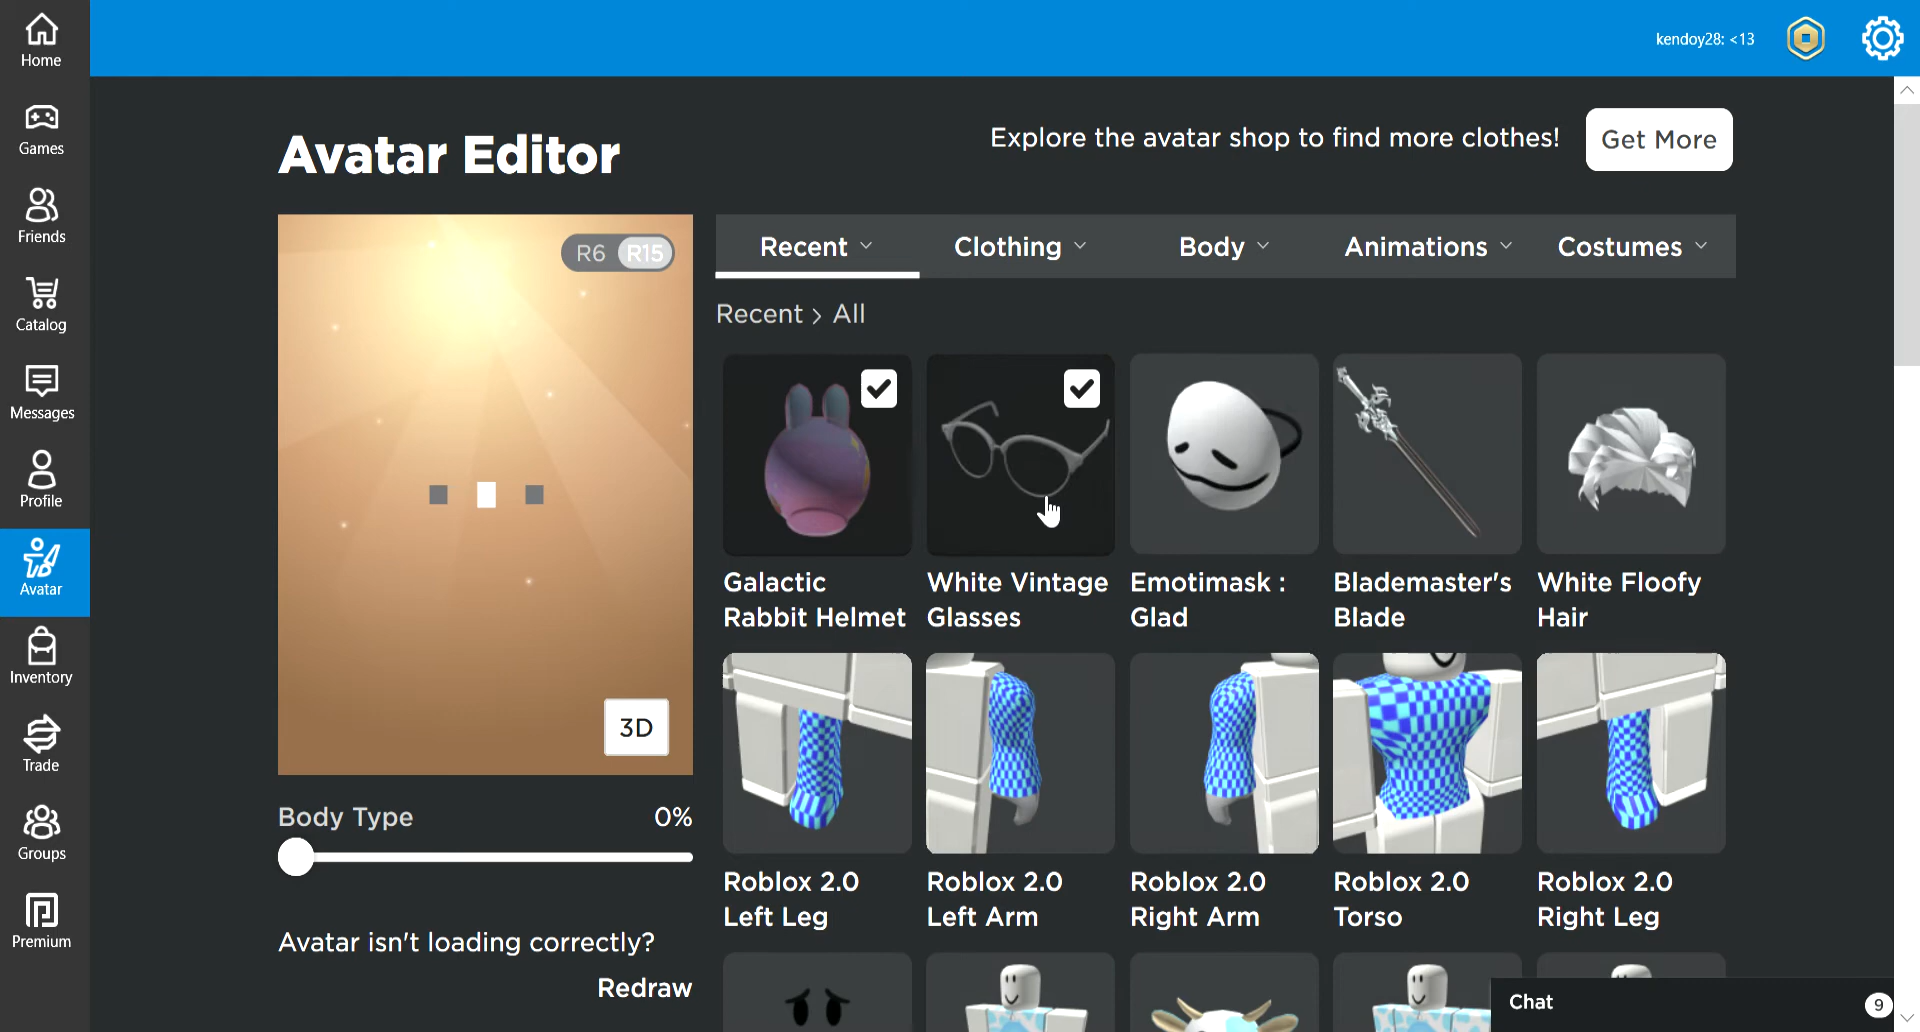 Home
Games
Friends
Catalog
Messages
Profile
Avatar
Inventory
Trade
Groups
Premium
kendoy28: <13
Avatar Editor
Explore the avatar shop to find more clothes!
Get More
R6 R15
3D
Body Type 0%
Avatar isn't loading correctly?
Redraw
Recent Clothing Body Animations Costumes
Recent > All
Galactic
Rabbit Helmet
White Vintage
Glasses
Emotimask :
Glad
Blademaster's
Blade
White Floofy
Hair
Roblox 2.0
Left Leg
Roblox 2.0
Left Arm
Roblox 2.0
Right Arm
Roblox 2.0
Torso
Roblox 2.0
Right Leg
Chat 9